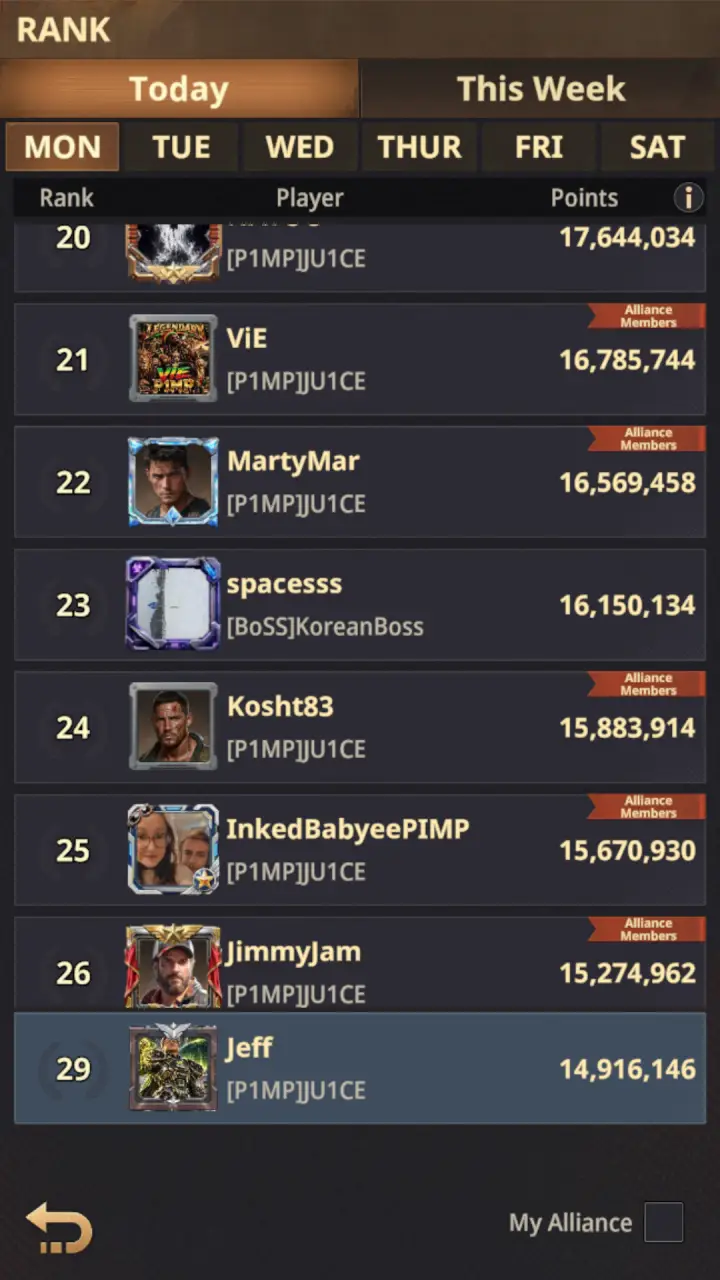 RANK
Today
This Week
MON
TUE
WED
THUR
FRI
SAT
Rank
Player
Points
20
[P1MP]JU1CE
17,644,034
Alliance Members
21
LEGENDARY
ViE
PIMP
ViE
[P1MP]JU1CE
16,785,744
Alliance Members
22
MartyMar
[P1MP]JU1CE
16,569,458
23
spacesss
[BoSS]KoreanBoss
16,150,134
Alliance Members
24
Kosht83
[P1MP]JU1CE
15,883,914
Alliance Members
25
InkedBabyeePIMP
[P1MP]JU1CE
15,670,930
Alliance Members
26
JimmyJam
[P1MP]JU1CE
15,274,962
29
Jeff
[P1MP]JU1CE
14,916,146
My Alliance